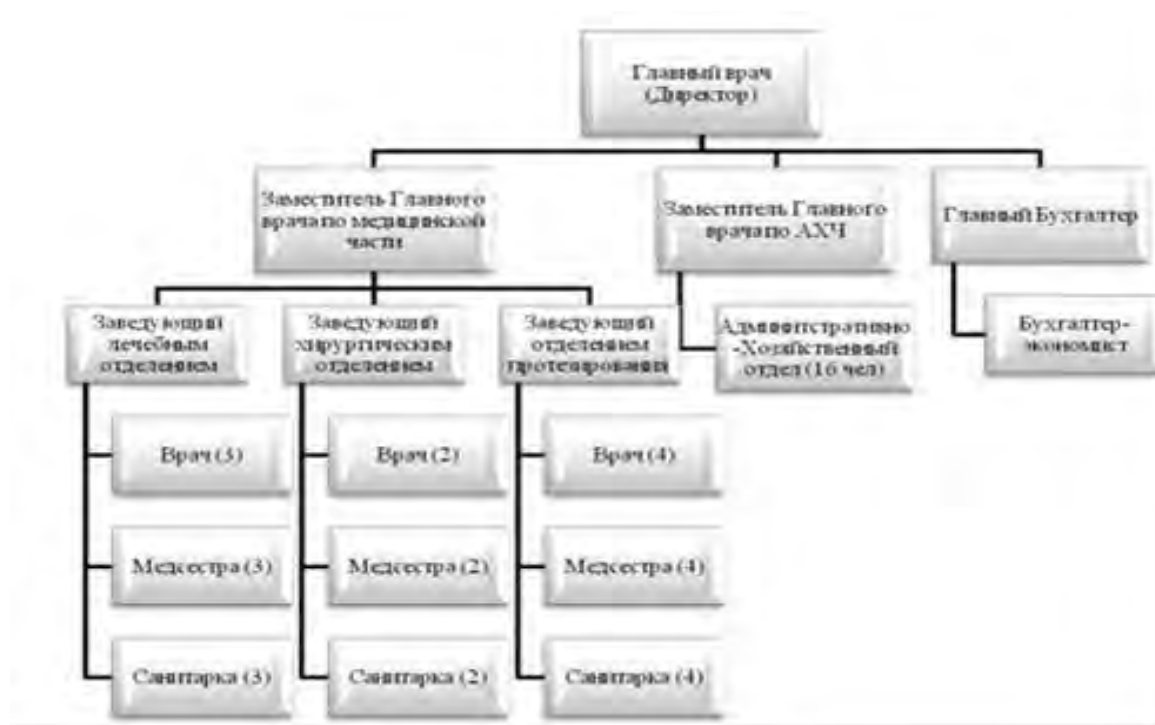 Главный врач
(Директор)
Заместитель Главного
врача по медицинской
части
Заместитель Главного
врача по АХЧ
Главный Бухгалтер
Заведующий
лечебным
отделением
Заведующий
хирургическим
отделением
Заведующий
отделением
протезирования
Админитстративно
-Хозяйственный
отдел (16 чел)
Бухгалтер-
экономист
Врач (3)
Врач (2)
Врач (4)
Медсестра (3)
Медсестра (2)
Медсестра (4)
Санитарка (3)
Санитарка (2)
Санитарка (4)